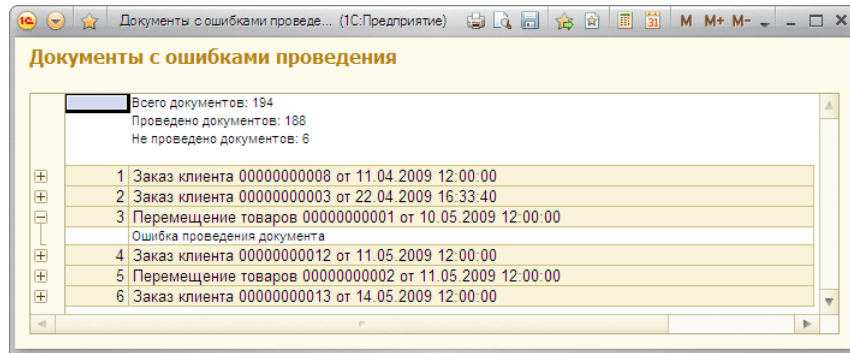 Документы с ошибками проведе... (1С:Предприятие)
M M+ M-
Документы с ошибками проведения
Всего документов: 194
Проведено документов: 188
Не проведено документов: 6
1 Заказ клиента 00000000008 от 11.04.2009 12:00:00
2 Заказ клиента 00000000003 от 22.04.2009 16:33:40
3 Перемещение товаров 00000000001 от 10.05.2009 12:00:00
Ошибка проведения документа
4 Заказ клиента 00000000012 от 11.05.2009 12:00:00
5 Перемещение товаров 00000000002 от 11.05.2009 12:00:00
6 Заказ клиента 00000000013 от 14.05.2009 12:00:00